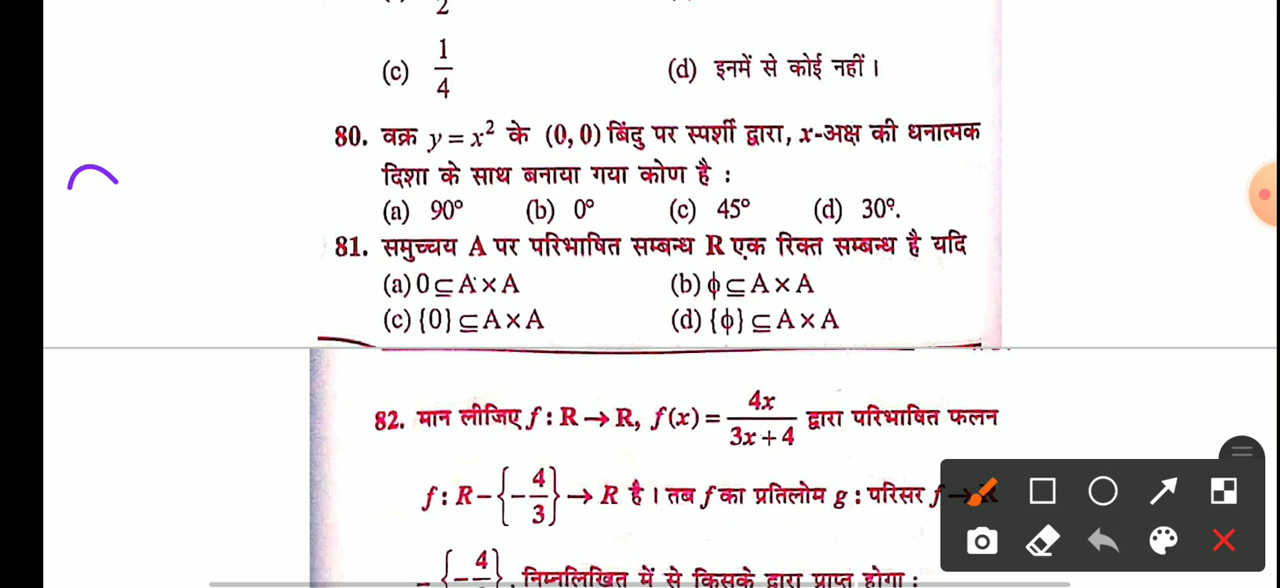 2
(c) 1/4 (d) इनमें से कोई नहीं ।
80. वक्र y = x² के (0, 0) बिंदु पर स्पर्शी द्वारा, x-अक्ष की धनात्मक
दिशा के साथ बनाया गया कोण है :
(a) 90° (b) 0° (c) 45° (d) 30°.
81. समुच्चय A पर परिभाषित सम्बन्ध R एक रिक्त सम्बन्ध है यदि
(a) 0 ⊆ A × A (b) ϕ ⊆ A × A
(c) {0} ⊆ A × A (d) {ϕ} ⊆ A × A
82. मान लीजिए f : R → R, f(x) = 4x/(3x + 4) द्वारा परिभाषित फलन
f : R − {−4/3} → R है । तब f का प्रतिलोम g : परिसर f →
− {−4/ }, निम्नलिखित में से किसके द्वारा प्राप्त होगा :